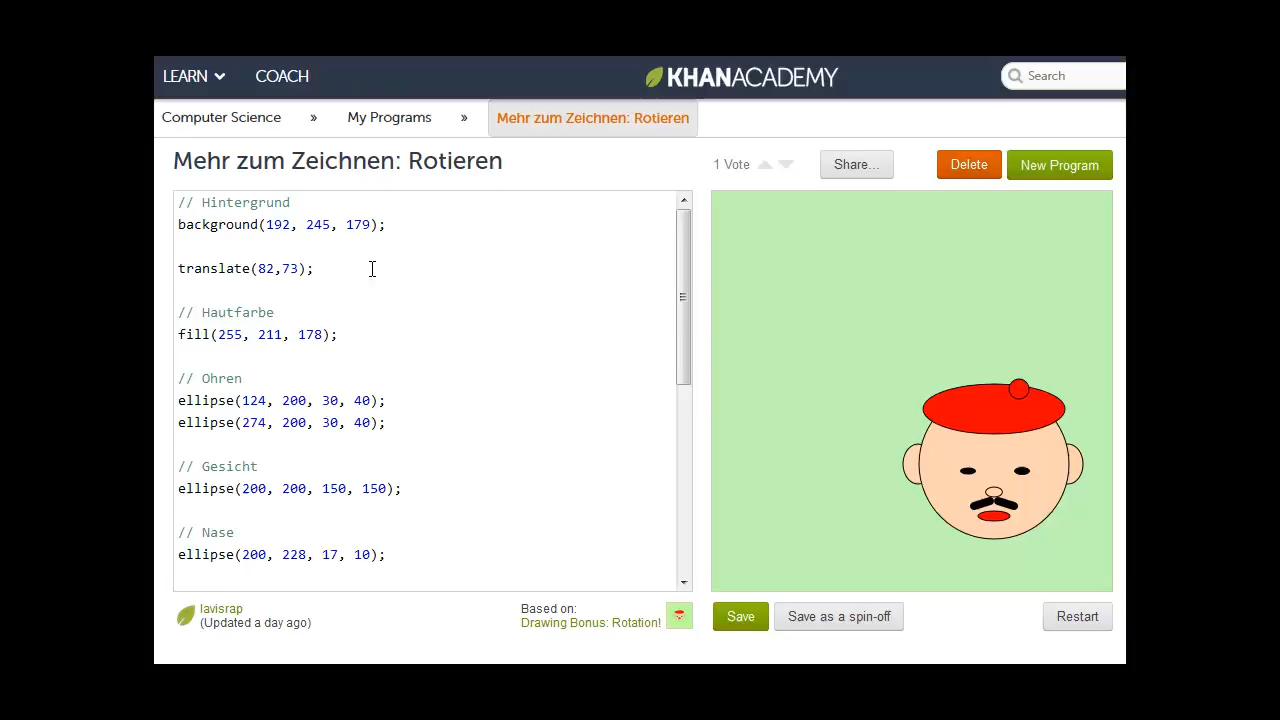 LEARN COACH KHANACADEMY Search
Computer Science » My Programs » Mehr zum Zeichnen: Rotieren
Mehr zum Zeichnen: Rotieren
1 Vote Share... Delete New Program
// Hintergrund
background(192, 245, 179);
translate(82,73);
// Hautfarbe
fill(255, 211, 178);
// Ohren
ellipse(124, 200, 30, 40);
ellipse(274, 200, 30, 40);
// Gesicht
ellipse(200, 200, 150, 150);
// Nase
ellipse(200, 228, 17, 10);
lavisrap
(Updated a day ago)
Based on:
Drawing Bonus: Rotation!
Save Save as a spin-off Restart